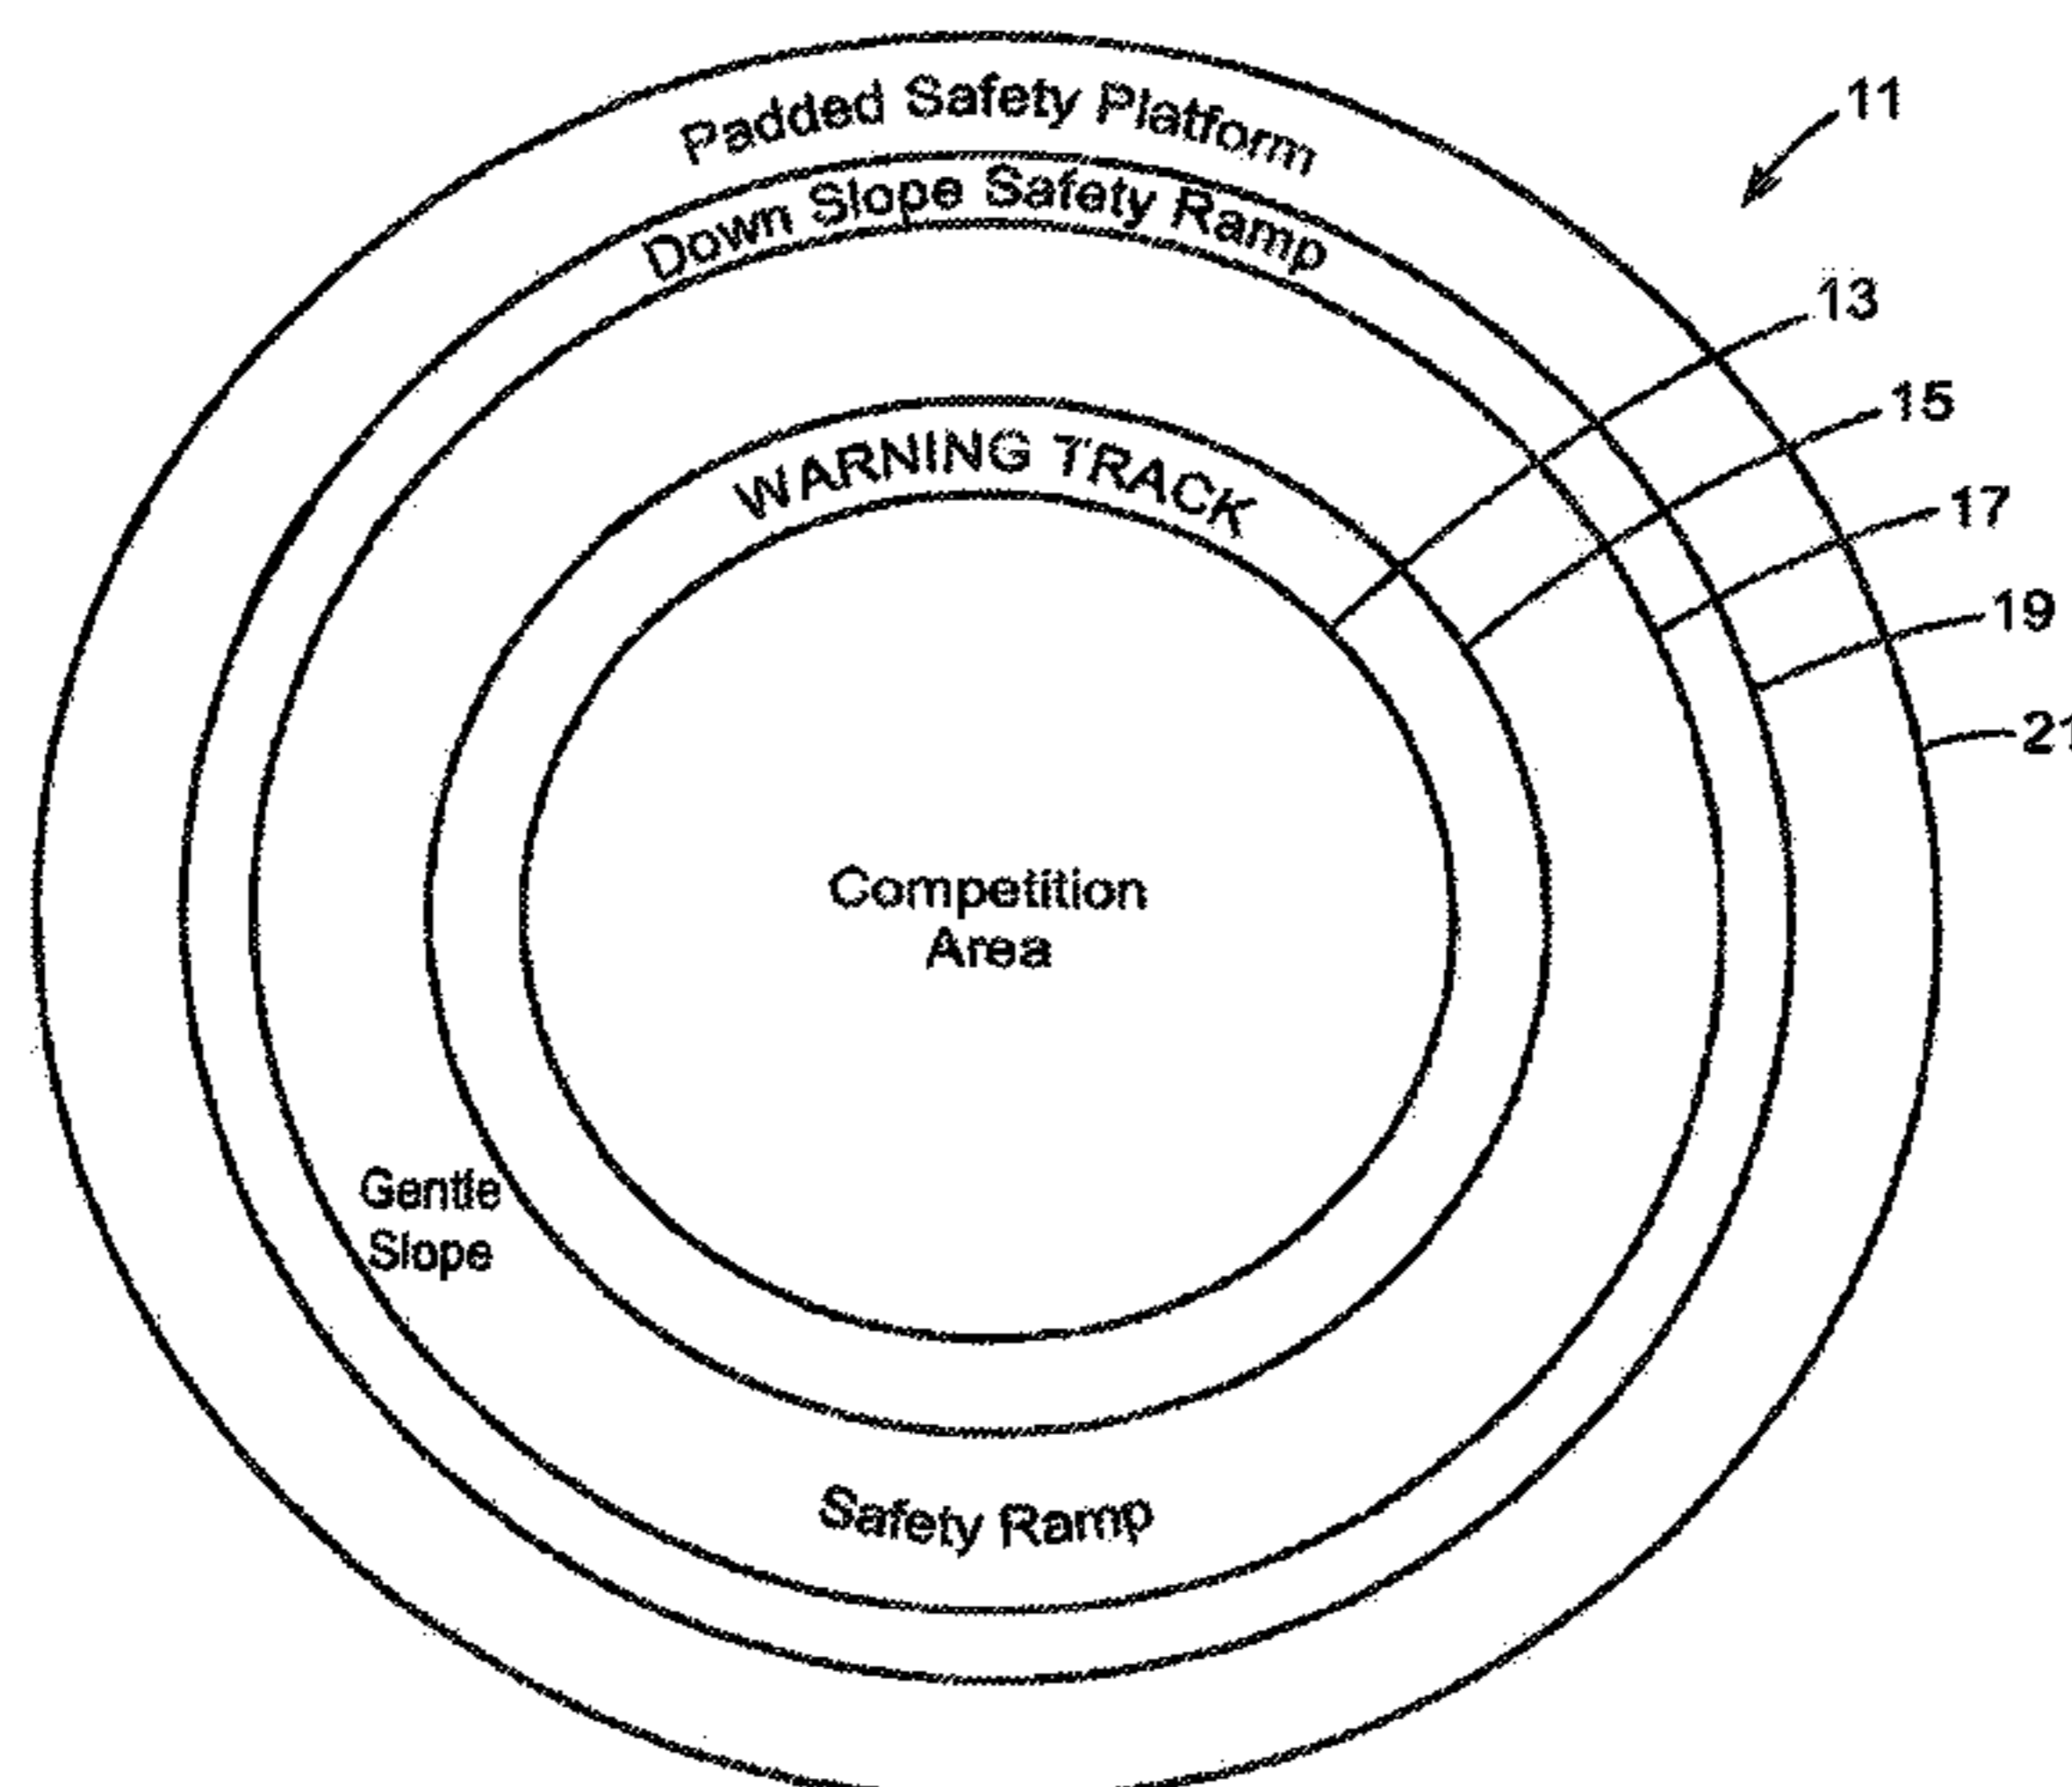 Padded Safety Platform
Down Slope Safety Ramp
WARNING TRACK
Competition
Area
Gentle
Slope
Safety Ramp
11
13
15
17
19
21